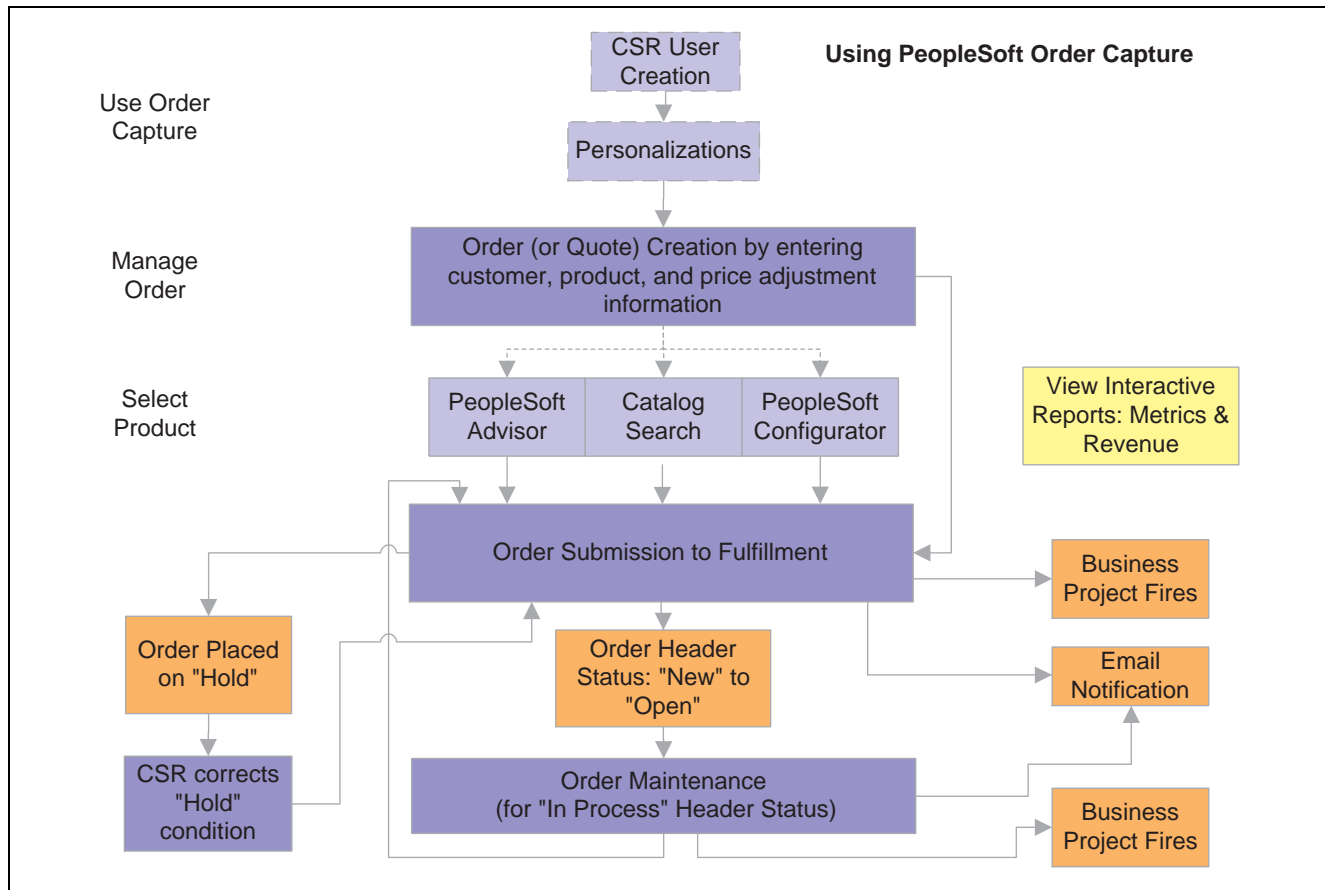 CSR User
Creation
Using PeopleSoft Order Capture
Use Order
Capture
Personalizations
Manage
Order
Order (or Quote) Creation by entering
customer, product, and price adjustment
information
Select
Product
PeopleSoft
Advisor
Catalog
Search
PeopleSoft
Configurator
View Interactive
Reports: Metrics &
Revenue
Order Submission to Fulfillment
Business
Project Fires
Order Placed
on "Hold"
Order Header
Status: "New" to
"Open"
Email
Notification
CSR corrects
"Hold"
condition
Order Maintenance
(for "In Process" Header Status)
Business
Project Fires